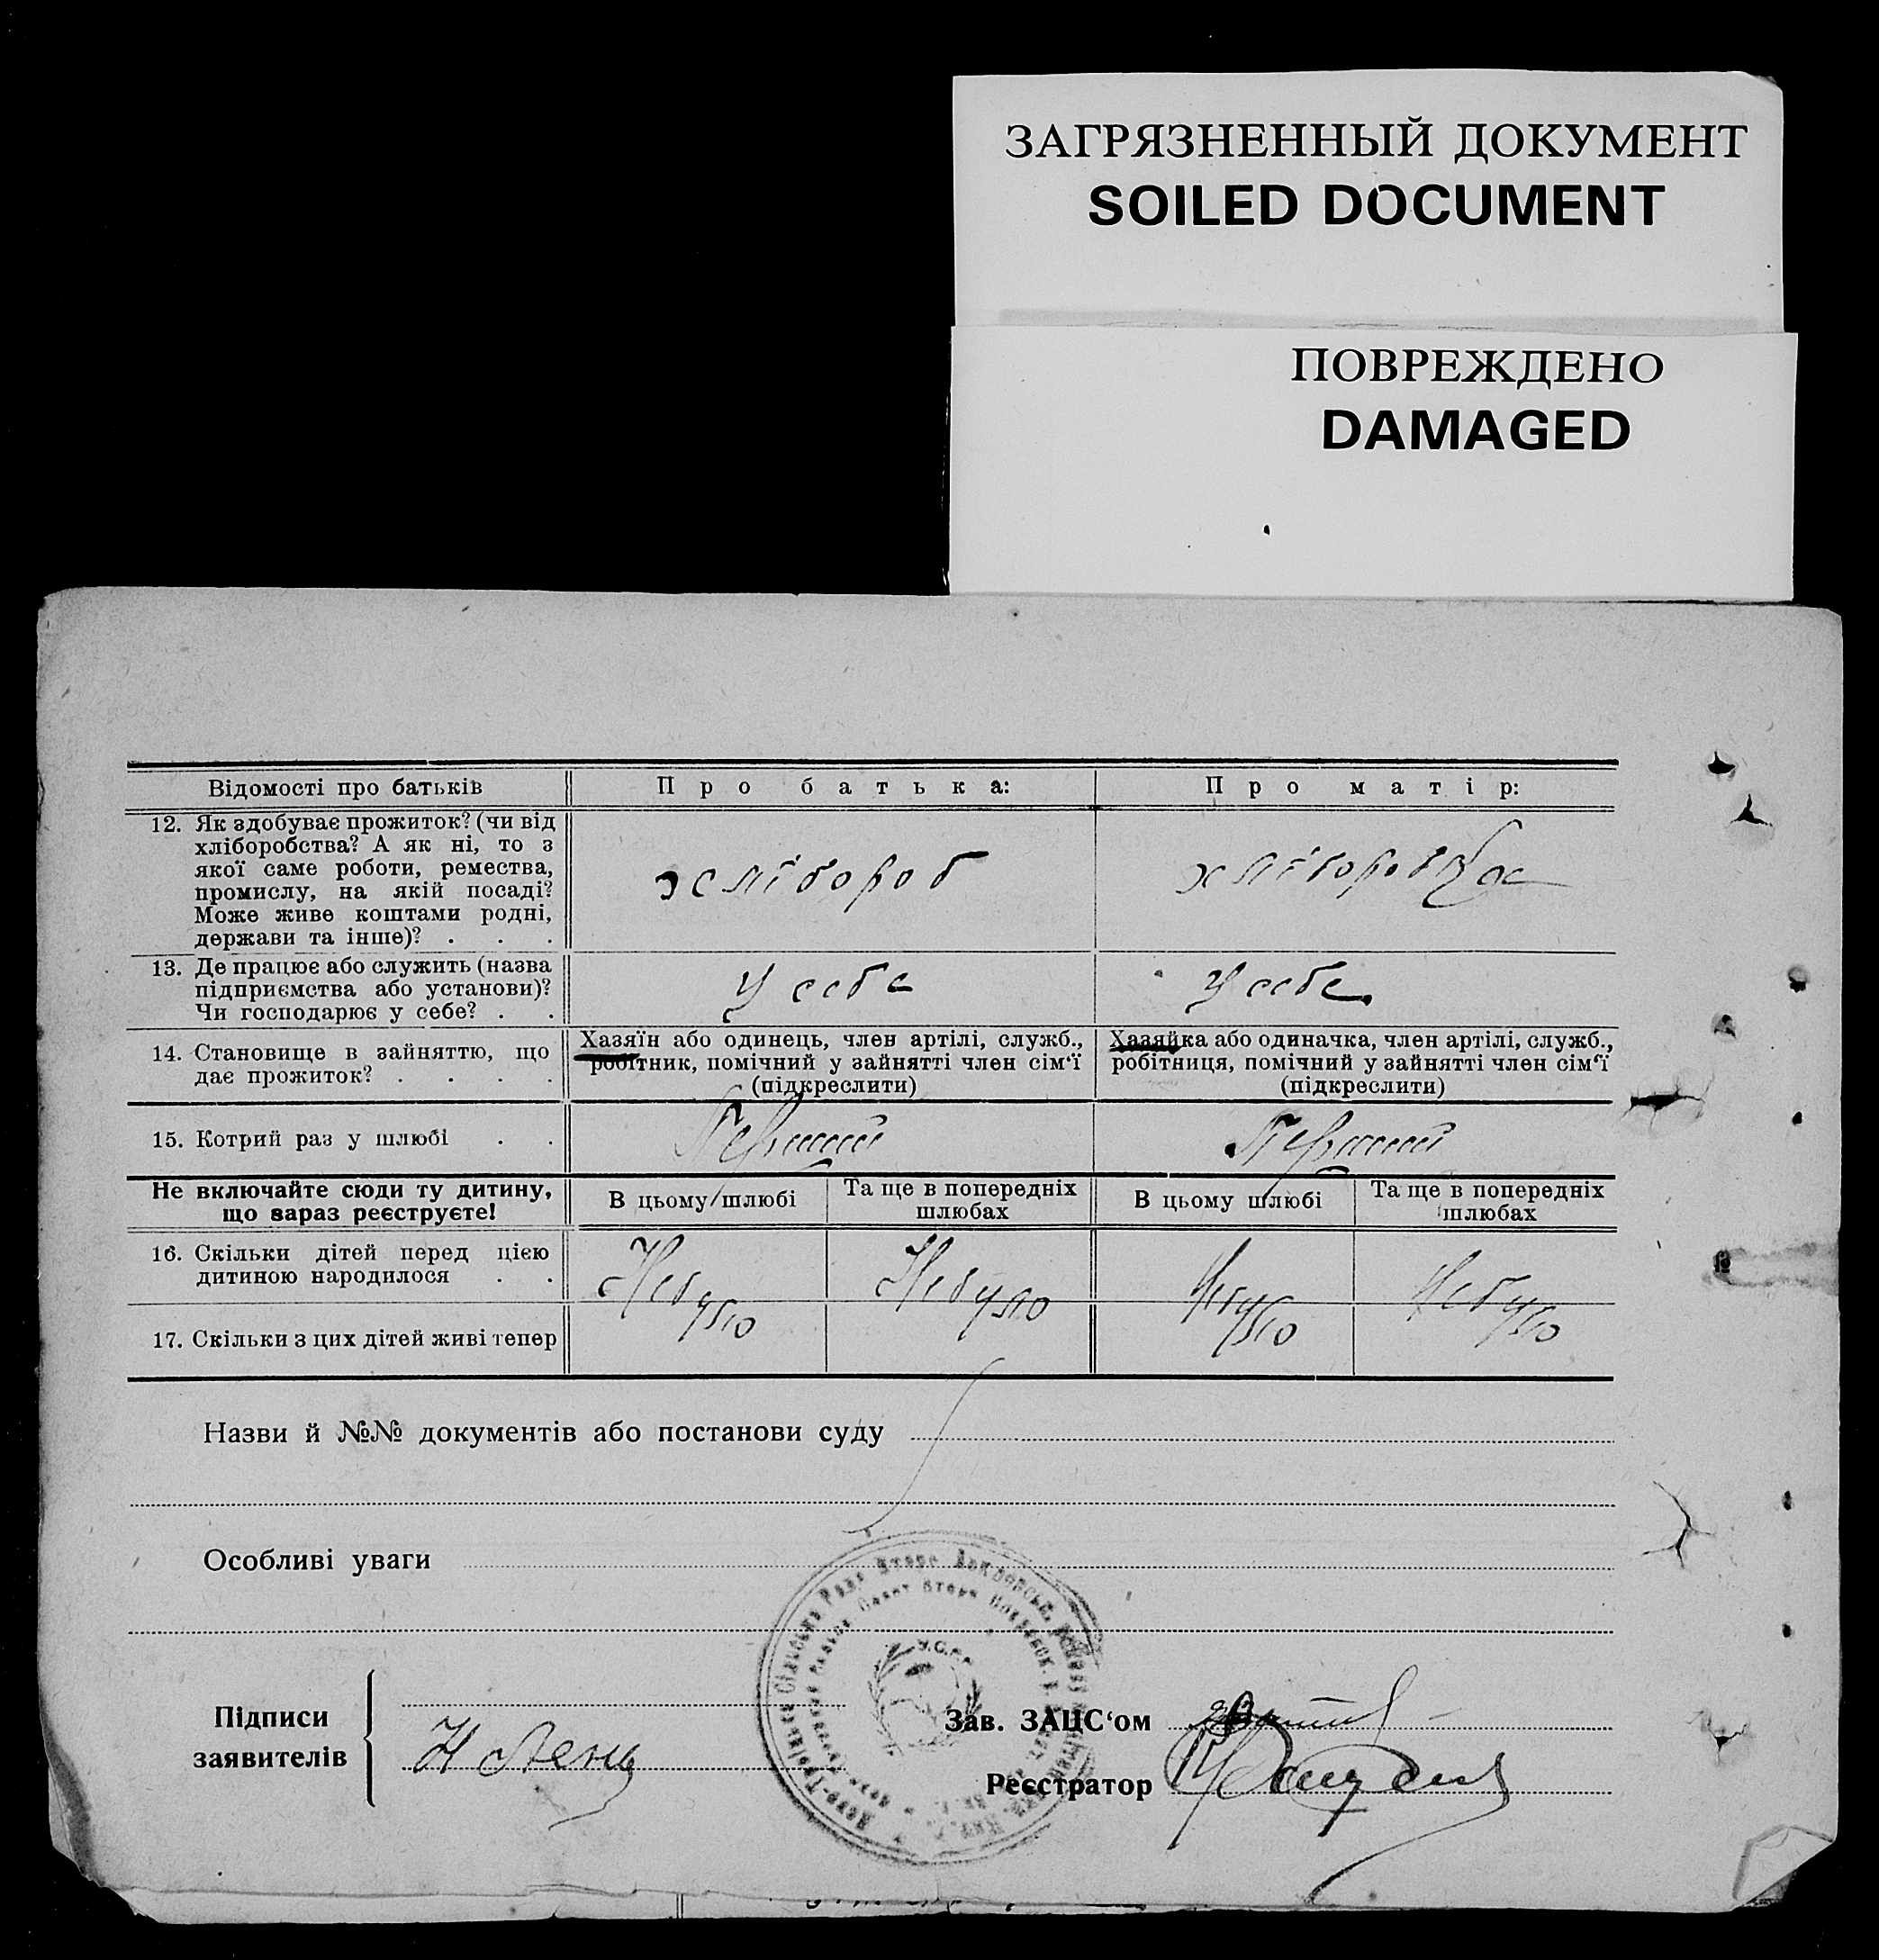 ЗАГРЯЗНЕННЫЙ ДОКУМЕНТ
SOILED DOCUMENT
ПОВРЕЖДЕНО
DAMAGED
Відомості про батьків
Про батька:
Про матір:
12. Як здобуває прожиток? (чи від
хліборобства? А як ні, то з
якої саме роботи, ремества,
промислу, на якій посаді?
Може живе коштами родні,
держави та інше)? . . .
хлібороб
хліборобка
13. Де працює або служить (назва
підприємства або установи)?
Чи господарює у себе? . .
У себе
У себе
14. Становище в зайняттю, що
дає прожиток? . . . .
Хазяїн або одинець, член артілі, служб.,
робітник, помічний у зайнятті член сім‘ї
(підкреслити)
Хазяйка або одиначка, член артілі, служб.,
робітниця, помічний у зайнятті член сім‘ї
(підкреслити)
15. Котрий раз у шлюбі . .
Перший
Перший
Не включайте сюди ту дитину,
що зараз реєструєте!
В цьому шлюбі
Та ще в попередніх
шлюбах
В цьому шлюбі
Та ще в попередніх
шлюбах
16. Скільки дітей перед цією
дитиною народилося . .
Небуло
Небуло
Небуло
Небуло
17. Скільки з цих дітей живі тепер
Назви й №№ документів або постанови суду
Особливі уваги
У.С.Р.Р.
Підписи
заявителів
Зав. ЗАЦС‘ом
Реєстратор